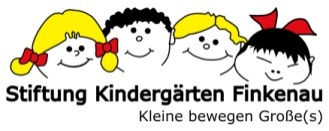 Stiftung Kindergärten Finkenau
Kleine bewegen Große(s)